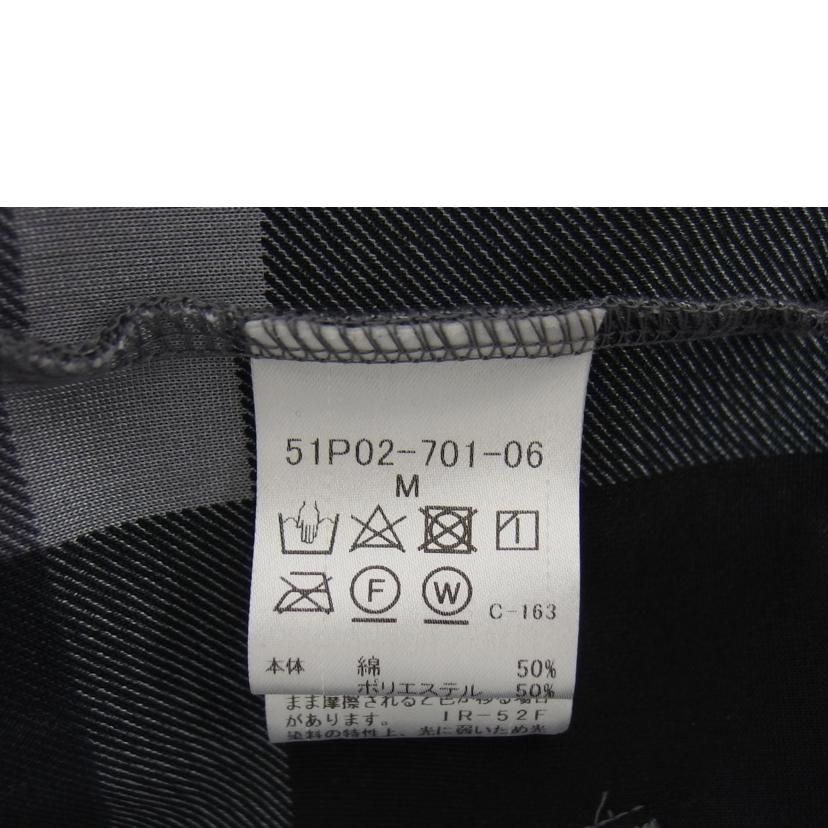 51P02-701-06
M
F W C-163
本体 綿 50%
ポリエステル 50%
まま摩擦されると色が移る場合
があります。 IR-52F
染料の特性上、光に弱いため光